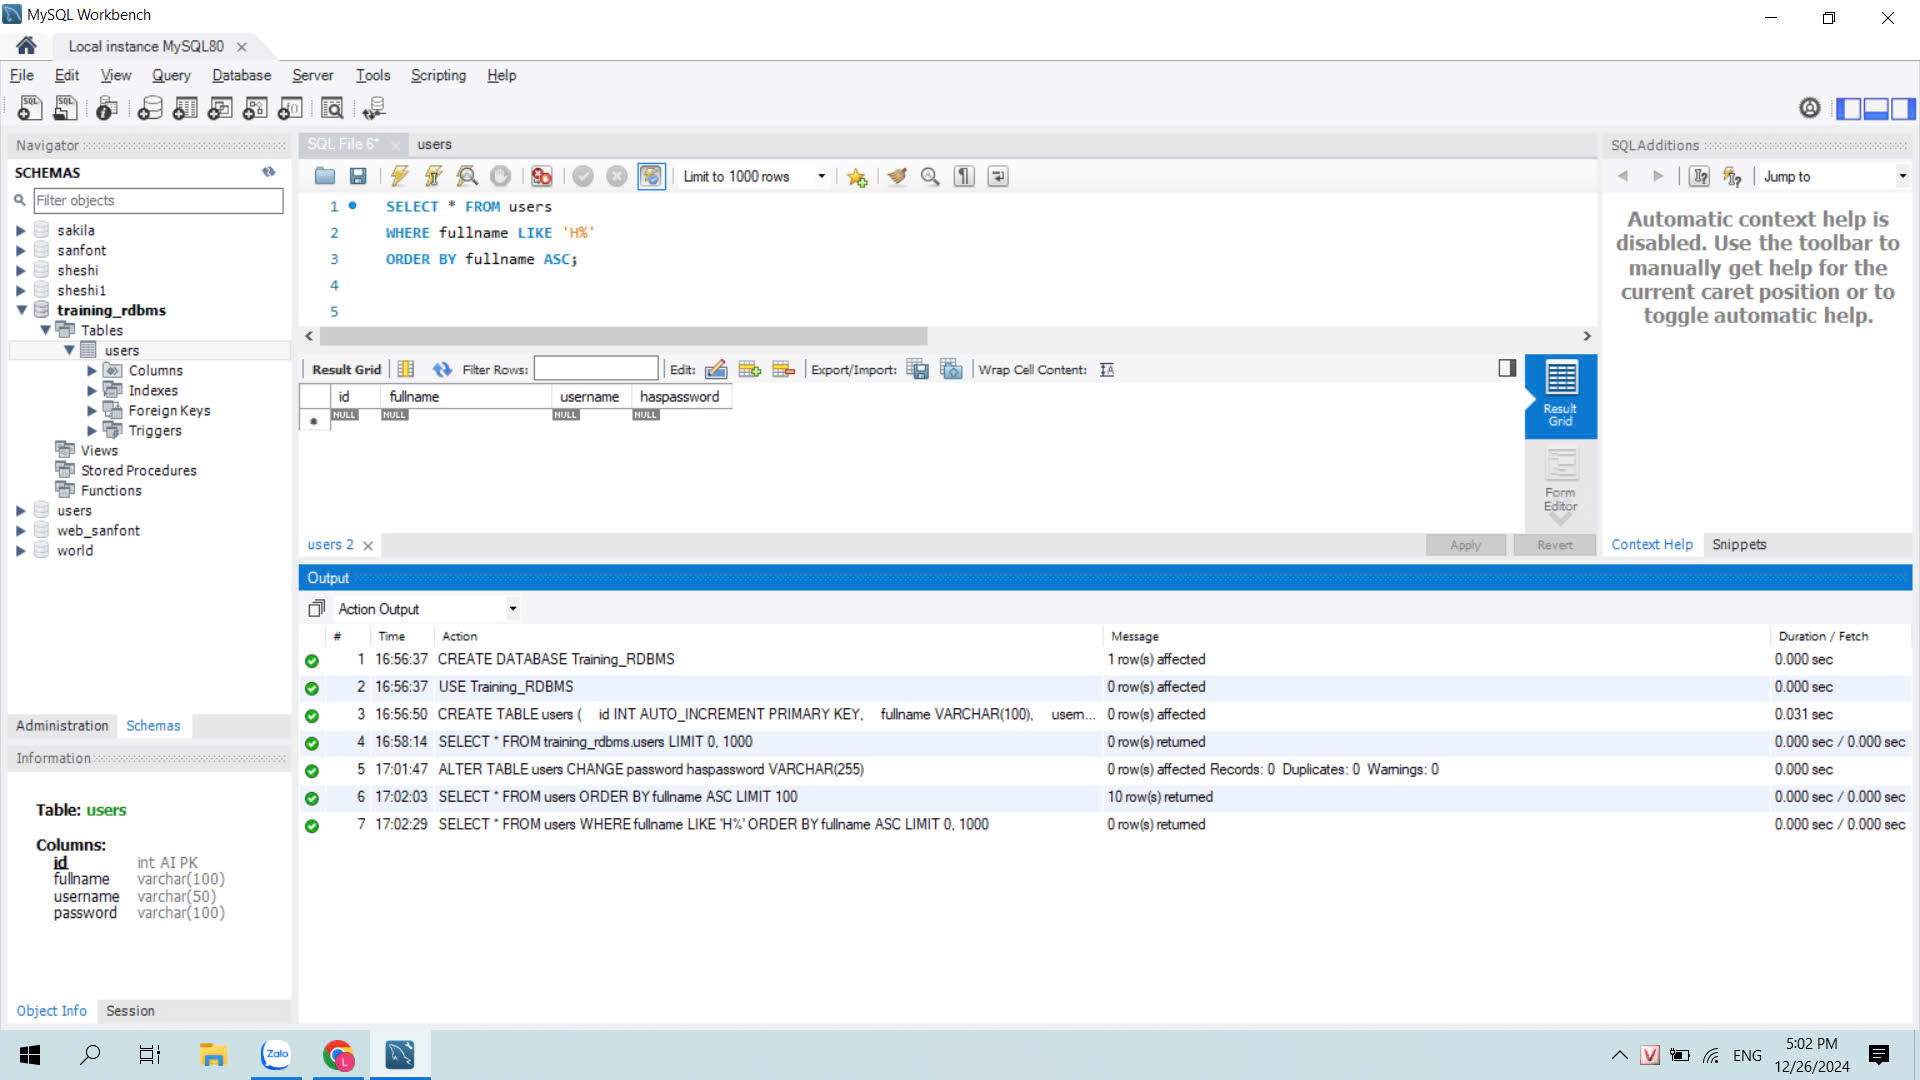 MySQL Workbench
Local instance MySQL80
File Edit View Query Database Server Tools Scripting Help
Navigator
SCHEMAS
Filter objects
sakila
sanfont
sheshi
sheshi1
training_rdbms
Tables
users
Columns
Indexes
Foreign Keys
Triggers
Views
Stored Procedures
Functions
users
web_sanfont
world
Administration Schemas
Information
Table: users
Columns:
id int AI PK
fullname varchar(100)
username varchar(50)
password varchar(100)
Object Info Session
SQL File 6* users
Limit to 1000 rows
1 SELECT * FROM users
2 WHERE fullname LIKE 'H%'
3 ORDER BY fullname ASC;
4
5
Result Grid Filter Rows: Edit: Export/Import: Wrap Cell Content:
id fullname username haspassword
NULL NULL NULL NULL
Result
Grid
Form
Editor
users 2
Apply Revert
SQLAdditions
Jump to
Automatic context help is
disabled. Use the toolbar to
manually get help for the
current caret position or to
toggle automatic help.
Context Help Snippets
Output
Action Output
# Time Action Message Duration / Fetch
1 16:56:37 CREATE DATABASE Training_RDBMS 1 row(s) affected 0.000 sec
2 16:56:37 USE Training_RDBMS 0 row(s) affected 0.000 sec
3 16:56:50 CREATE TABLE users ( id INT AUTO_INCREMENT PRIMARY KEY, fullname VARCHAR(100), usern... 0 row(s) affected 0.031 sec
4 16:58:14 SELECT * FROM training_rdbms.users LIMIT 0, 1000 0 row(s) returned 0.000 sec / 0.000 sec
5 17:01:47 ALTER TABLE users CHANGE password haspassword VARCHAR(255) 0 row(s) affected Records: 0 Duplicates: 0 Warnings: 0 0.000 sec
6 17:02:03 SELECT * FROM users ORDER BY fullname ASC LIMIT 100 10 row(s) returned 0.000 sec / 0.000 sec
7 17:02:29 SELECT * FROM users WHERE fullname LIKE 'H%' ORDER BY fullname ASC LIMIT 0, 1000 0 row(s) returned 0.000 sec / 0.000 sec
Zalo
L
V
ENG
5:02 PM
12/26/2024